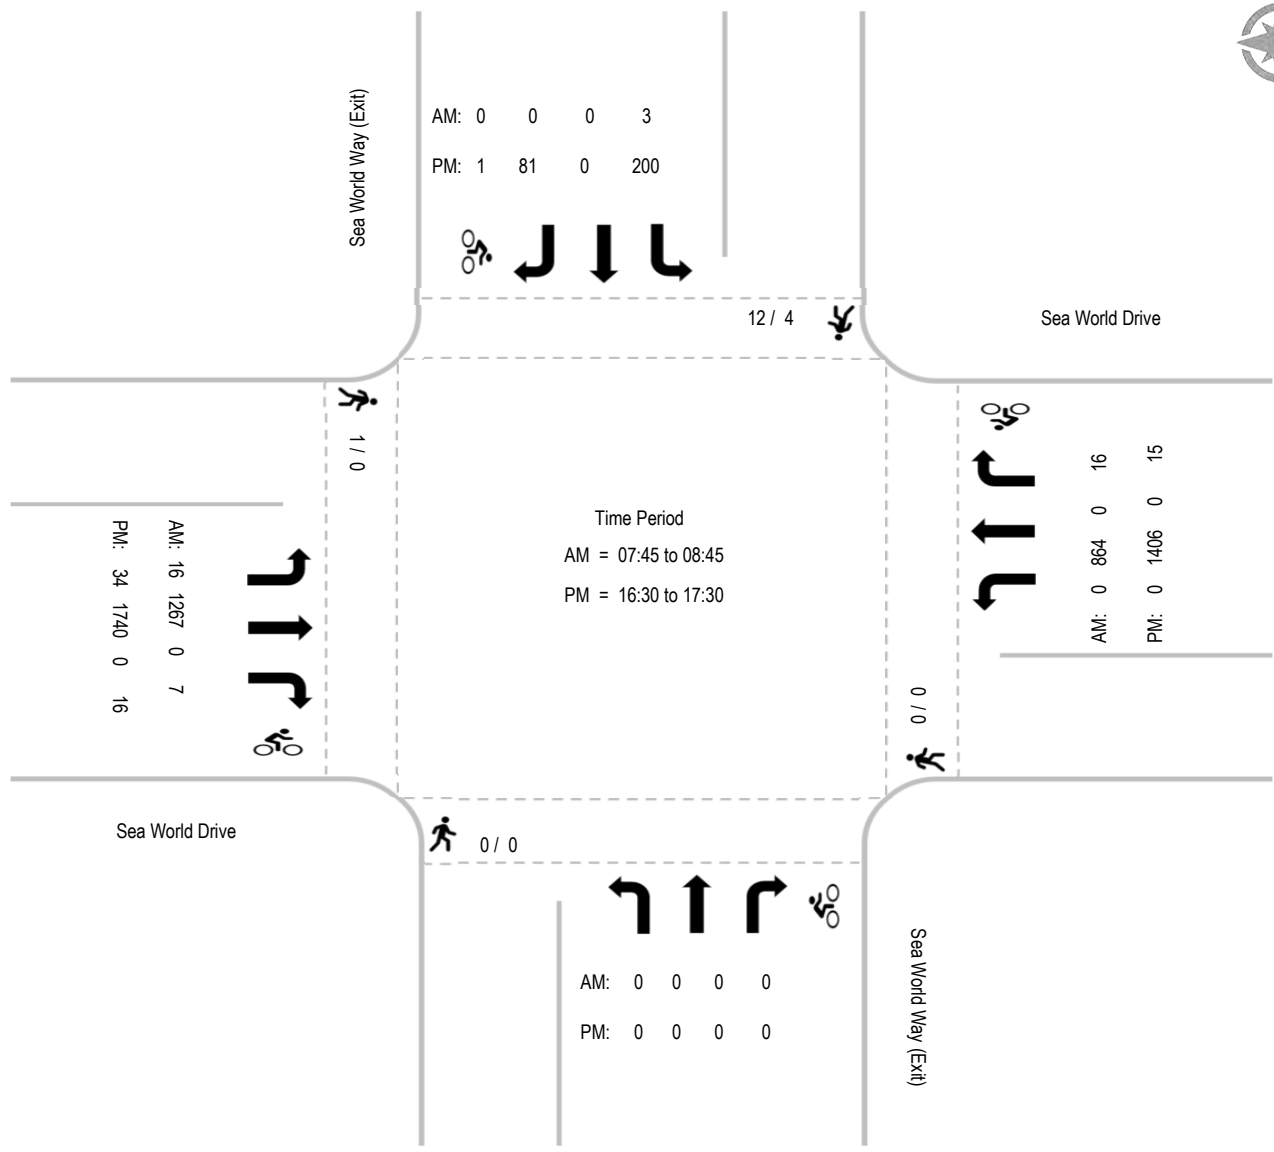 Sea World Way (Exit)
AM: 0 0 0 3
PM: 1 81 0 200
12 / 4
Sea World Drive
1 / 0
AM: 16 1267 0 7
PM: 34 1740 0 16
Time Period
AM = 07:45 to 08:45
PM = 16:30 to 17:30
AM: 0 864 0 16
PM: 0 1406 0 15
0 / 0
Sea World Drive
0 / 0
AM: 0 0 0 0
PM: 0 0 0 0
Sea World Way (Exit)